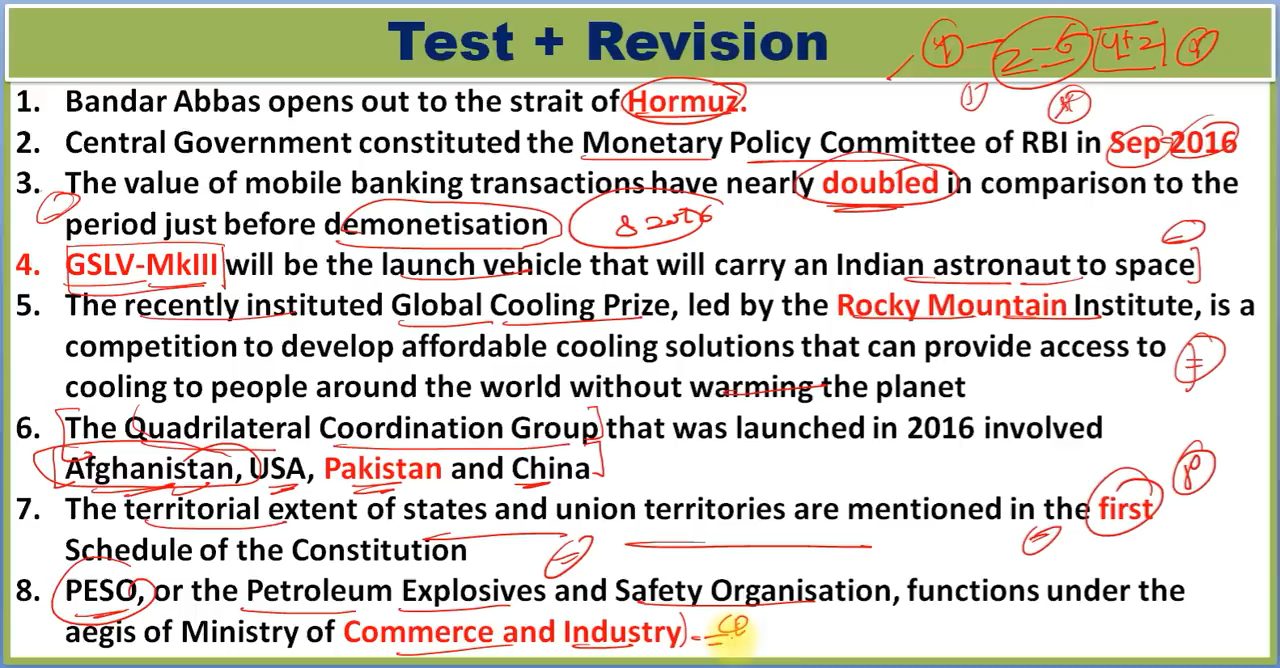 Test + Revision
4 - 2-6 4+2
1. Bandar Abbas opens out to the strait of Hormuz.
2. Central Government constituted the Monetary Policy Committee of RBI in Sep 2016
3. The value of mobile banking transactions have nearly doubled in comparison to the
period just before demonetisation 8 2016
4. GSLV-MkIII will be the launch vehicle that will carry an Indian astronaut to space
5. The recently instituted Global Cooling Prize, led by the Rocky Mountain Institute, is a
competition to develop affordable cooling solutions that can provide access to
cooling to people around the world without warming the planet
6. The Quadrilateral Coordination Group that was launched in 2016 involved
Afghanistan, USA, Pakistan and China
7. The territorial extent of states and union territories are mentioned in the first
Schedule of the Constitution
8. PESO, or the Petroleum Explosives and Safety Organisation, functions under the
aegis of Ministry of Commerce and Industry